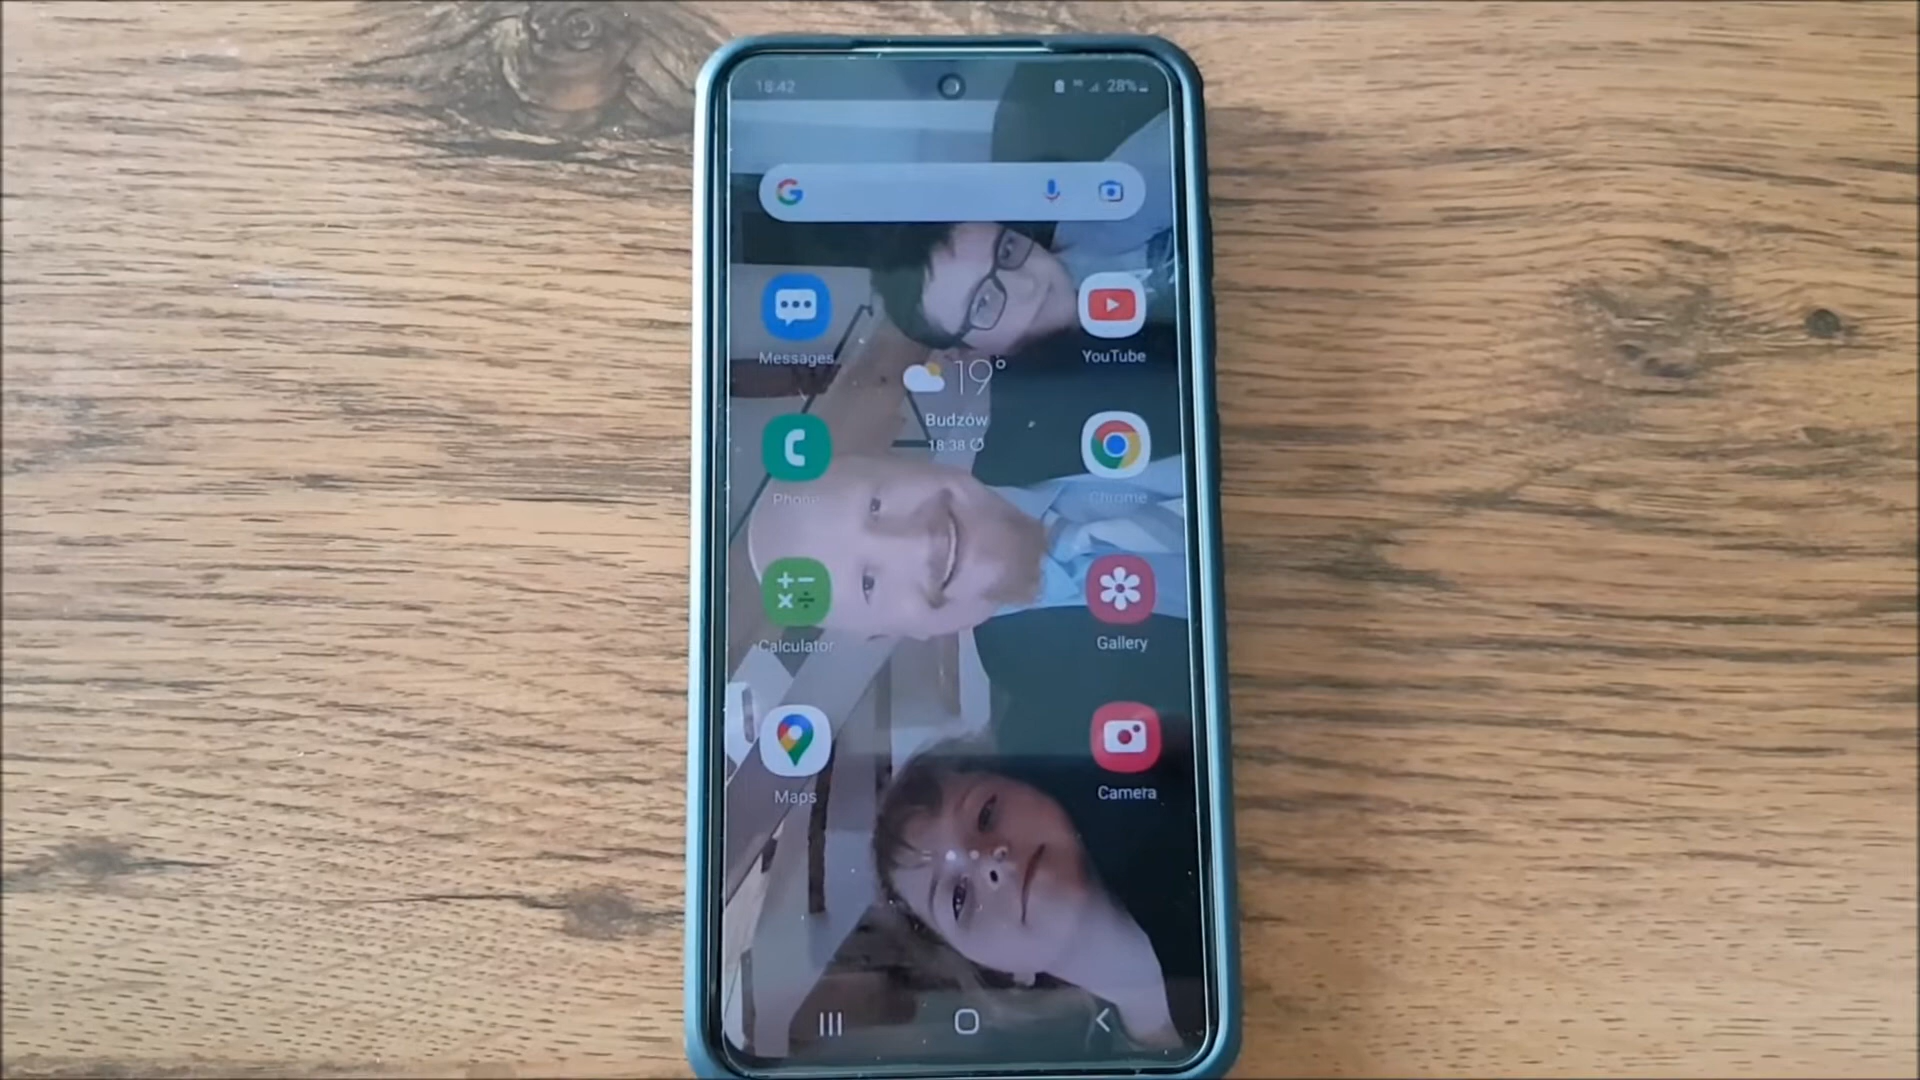 18:42
28%
G
Messages
YouTube
19°
Budzów
18:38
Phone
Chrome
Calculator
Gallery
Maps
Camera